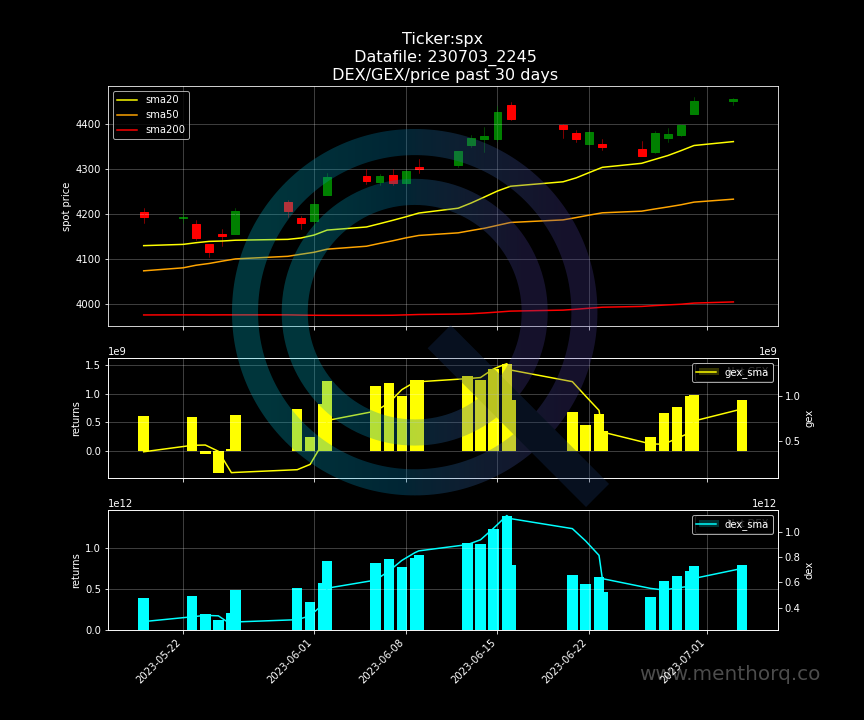 Ticker:spx
Datafile: 230703_2245
DEX/GEX/price past 30 days
sma20
sma50
sma200
spot price
4400
4300
4200
4100
4000
1e9
1e9
gex_sma
returns
1.5
1.0
0.5
0.0
1.0
0.5
gex
1e12
1e12
dex_sma
returns
1.0
0.5
0.0
1.0
0.8
0.6
0.4
dex
2023-05-22
2023-06-01
2023-06-08
2023-06-15
2023-06-22
2023-07-01
www.menthorq.co